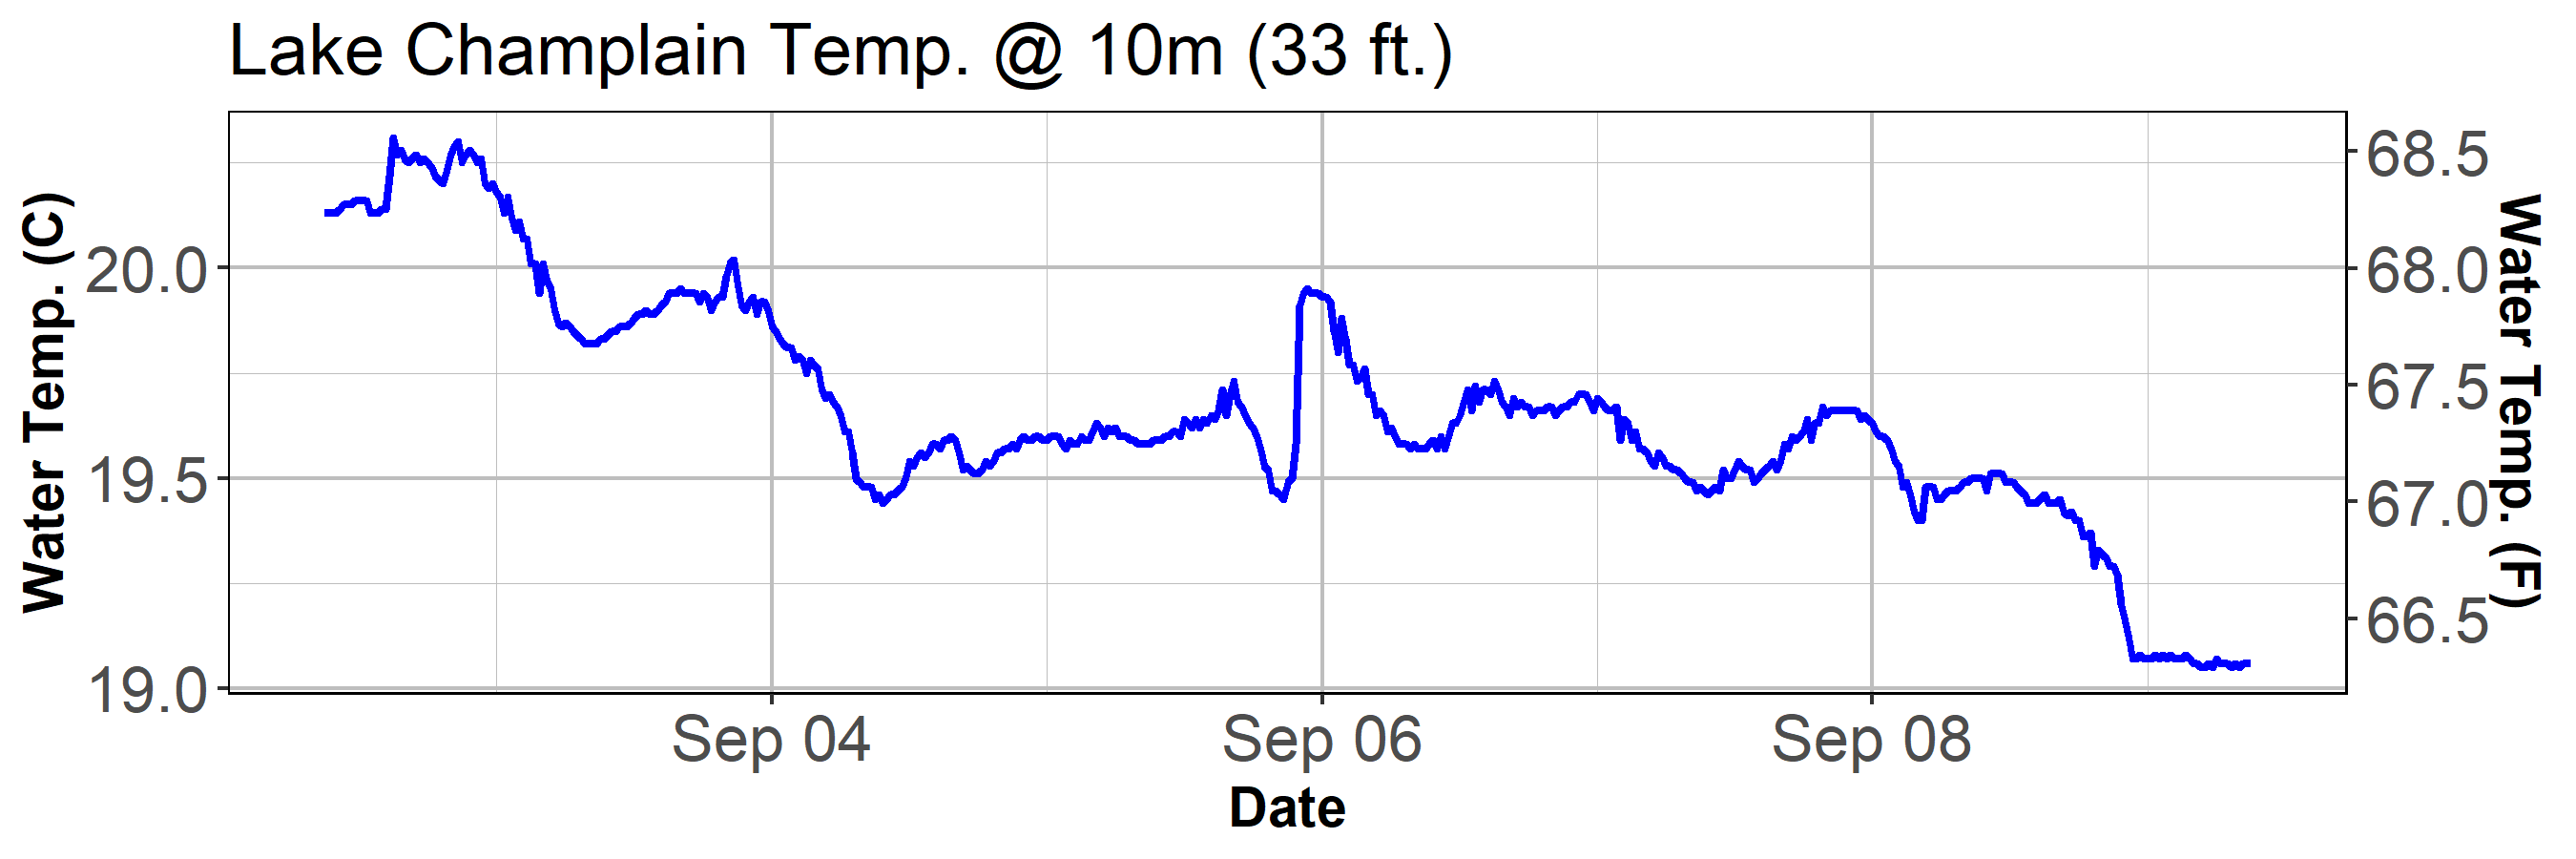 Lake Champlain Temp. @ 10m (33 ft.)
Water Temp. (C)
20.0
19.5
19.0
68.5
68.0
67.5
67.0
66.5
Water Temp. (F)
Sep 04
Sep 06
Sep 08
Date